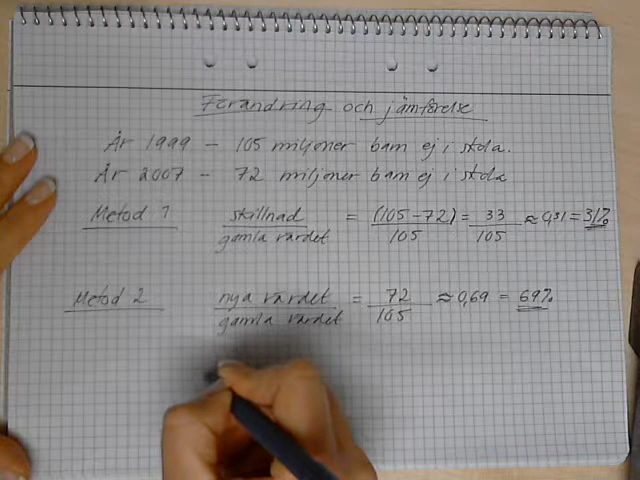 Förändring och jämförelse
År 1999 - 105 miljoner barn ej i skola.
År 2007 - 72 miljoner barn ej i skola
Metod 1 skillnad / gamla värdet = (105-72) / 105 = 33 / 105 ≈ 0,31 = 31%
Metod 2 nya värdet / gamla värdet = 72 / 105 ≈ 0,69 = 69%